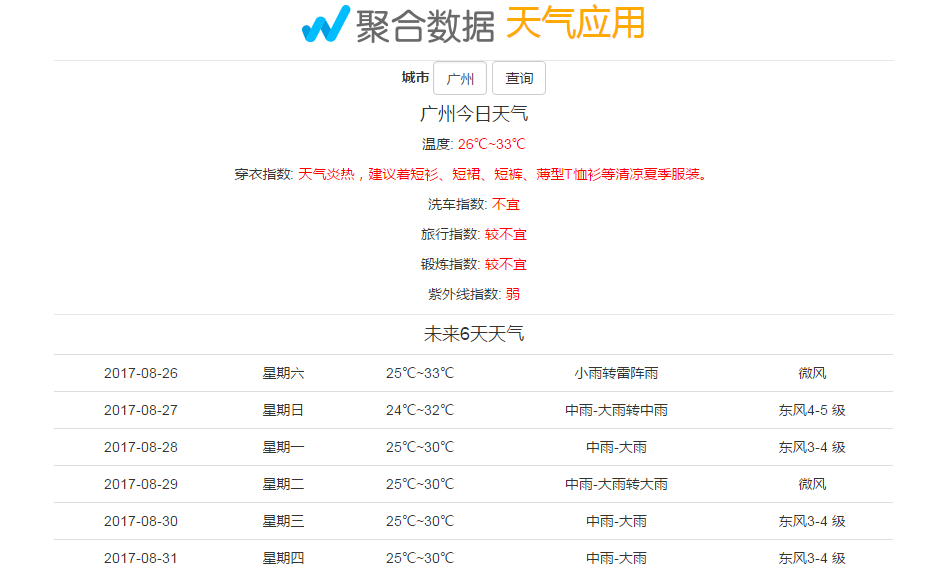 聚合数据 天气应用
城市 广州 查询
广州今日天气
温度: 26℃~33℃
穿衣指数: 天气炎热，建议着短衫、短裙、短裤、薄型T恤衫等清凉夏季服装。
洗车指数: 不宜
旅行指数: 较不宜
锻炼指数: 较不宜
紫外线指数: 弱
未来6天天气
2017-08-26 星期六 25℃~33℃ 小雨转雷阵雨 微风
2017-08-27 星期日 24℃~32℃ 中雨-大雨转中雨 东风4-5 级
2017-08-28 星期一 25℃~30℃ 中雨-大雨 东风3-4 级
2017-08-29 星期二 25℃~30℃ 中雨-大雨转大雨 微风
2017-08-30 星期三 25℃~30℃ 中雨-大雨 东风3-4 级
2017-08-31 星期四 25℃~30℃ 中雨-大雨 东风3-4 级